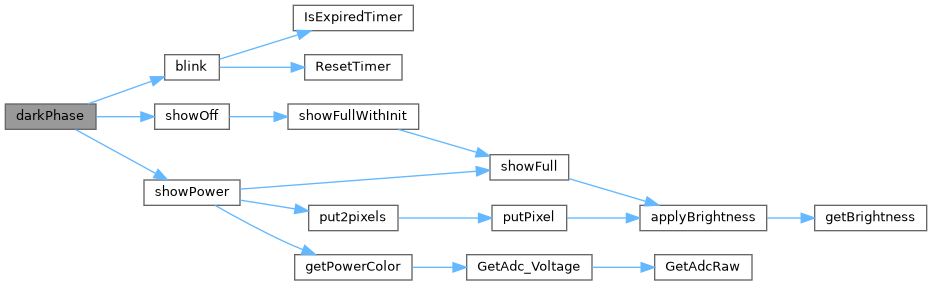 IsExpiredTimer
blink
ResetTimer
darkPhase
showOff
showFullWithInit
showFull
showPower
put2pixels
putPixel
applyBrightness
getBrightness
getPowerColor
GetAdc_Voltage
GetAdcRaw